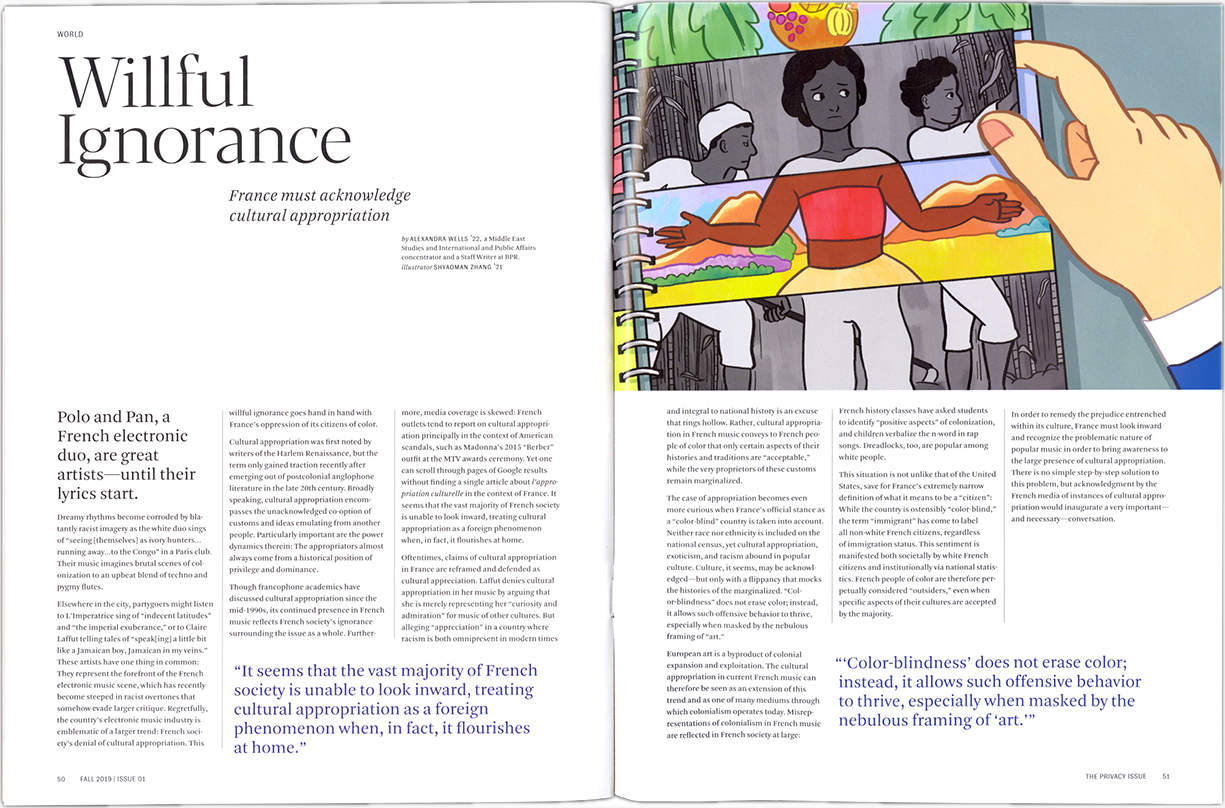 WORLD
Willful
Ignorance
France must acknowledge
cultural appropriation
by ALEXANDRA WELLS ’22, a Middle East
Studies and International and Public Affairs
concentrator and a Staff Writer at BPR.
illustrator SHYAOMAN ZHANG ’21
Polo and Pan, a
French electronic
duo, are great
artists—until their
lyrics start.
Dreamy rhythms become corroded by bla-
tantly racist imagery as the white duo sings
of “seeing [themselves] as ivory hunters...
running away...to the Congo” in a Paris club.
Their music imagines brutal scenes of col-
onization to an upbeat blend of techno and
pygmy flutes.
Elsewhere in the city, partygoers might listen
to L’Imperatrice sing of “indecent latitudes”
and “the imperial exuberance,” or to Claire
Laffut telling tales of “speak[ing] a little bit
like a Jamaican boy, Jamaican in my veins.”
These artists have one thing in common:
They represent the forefront of the French
electronic music scene, which has recently
become steeped in racist overtones that
somehow evade larger critique. Regretfully,
the country’s electronic music industry is
emblematic of a larger trend: French soci-
ety’s denial of cultural appropriation. This
willful ignorance goes hand in hand with
France’s oppression of its citizens of color.
Cultural appropriation was first noted by
writers of the Harlem Renaissance, but the
term only gained traction recently after
emerging out of postcolonial anglophone
literature in the late 20th century. Broadly
speaking, cultural appropriation encom-
passes the unacknowledged co-option of
customs and ideas emulating from another
people. Particularly important are the power
dynamics therein: The appropriators almost
always come from a historical position of
privilege and dominance.
Though francophone academics have
discussed cultural appropriation since the
mid-1990s, its continued presence in French
music reflects French society’s ignorance
surrounding the issue as a whole. Further-
more, media coverage is skewed: French
outlets tend to report on cultural appropri-
ation principally in the context of American
scandals, such as Madonna’s 2015 “Berber”
outfit at the MTV awards ceremony. Yet one
can scroll through pages of Google results
without finding a single article about l’appro-
priation culturelle in the context of France. It
seems that the vast majority of French society
is unable to look inward, treating cultural
appropriation as a foreign phenomenon
when, in fact, it flourishes at home.
Oftentimes, claims of cultural appropriation
in France are reframed and defended as
cultural appreciation. Laffut denies cultural
appropriation in her music by arguing that
she is merely representing her “curiosity and
admiration” for music of other cultures. But
alleging “appreciation” in a country where
racism is both omnipresent in modern times
“It seems that the vast majority of French
society is unable to look inward, treating
cultural appropriation as a foreign
phenomenon when, in fact, it flourishes
at home.”
50 FALL 2019 | ISSUE 01
and integral to national history is an excuse
that rings hollow. Rather, cultural appropria-
tion in French music conveys to French peo-
ple of color that only certain aspects of their
histories and traditions are “acceptable,”
while the very proprietors of these customs
remain marginalized.
The case of appropriation becomes even
more curious when France’s official stance as
a “color-blind” country is taken into account.
Neither race nor ethnicity is included on the
national census, yet cultural appropriation,
exoticism, and racism abound in popular
culture. Culture, it seems, may be acknowl-
edged—but only with a flippancy that mocks
the histories of the marginalized. “Col-
or-blindness” does not erase color; instead,
it allows such offensive behavior to thrive,
especially when masked by the nebulous
framing of “art.”
European art is a byproduct of colonial
expansion and exploitation. The cultural
appropriation in current French music can
therefore be seen as an extension of this
trend and as one of many mediums through
which colonialism operates today. Misrep-
resentations of colonialism in French music
are reflected in French society at large:
French history classes have asked students
to identify “positive aspects” of colonization,
and children verbalize the n-word in rap
songs. Dreadlocks, too, are popular among
white people.
This situation is not unlike that of the United
States, save for France’s extremely narrow
definition of what it means to be a “citizen”:
While the country is ostensibly “color-blind,”
the term “immigrant” has come to label
all non-white French citizens, regardless
of immigration status. This sentiment is
manifested both societally by white French
citizens and institutionally via national statis-
tics. French people of color are therefore per-
petually considered “outsiders,” even when
specific aspects of their cultures are accepted
by the majority.
In order to remedy the prejudice entrenched
within its culture, France must look inward
and recognize the problematic nature of
popular music in order to bring awareness to
the large presence of cultural appropriation.
There is no simple step-by-step solution to
this problem, but acknowledgment by the
French media of instances of cultural appro-
priation would inaugurate a very important—
and necessary—conversation.
“‘Color-blindness’ does not erase color;
instead, it allows such offensive behavior
to thrive, especially when masked by the
nebulous framing of ‘art.’”
THE PRIVACY ISSUE 51